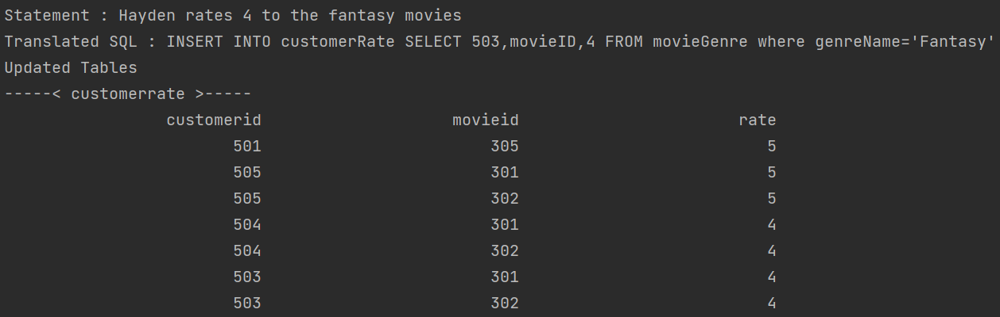 Statement : Hayden rates 4 to the fantasy movies
Translated SQL : INSERT INTO customerRate SELECT 503,movieID,4 FROM movieGenre where genreName='Fantasy'
Updated Tables
-----< customerrate >-----
customerid movieid rate
501 305 5
505 301 5
505 302 5
504 301 4
504 302 4
503 301 4
503 302 4